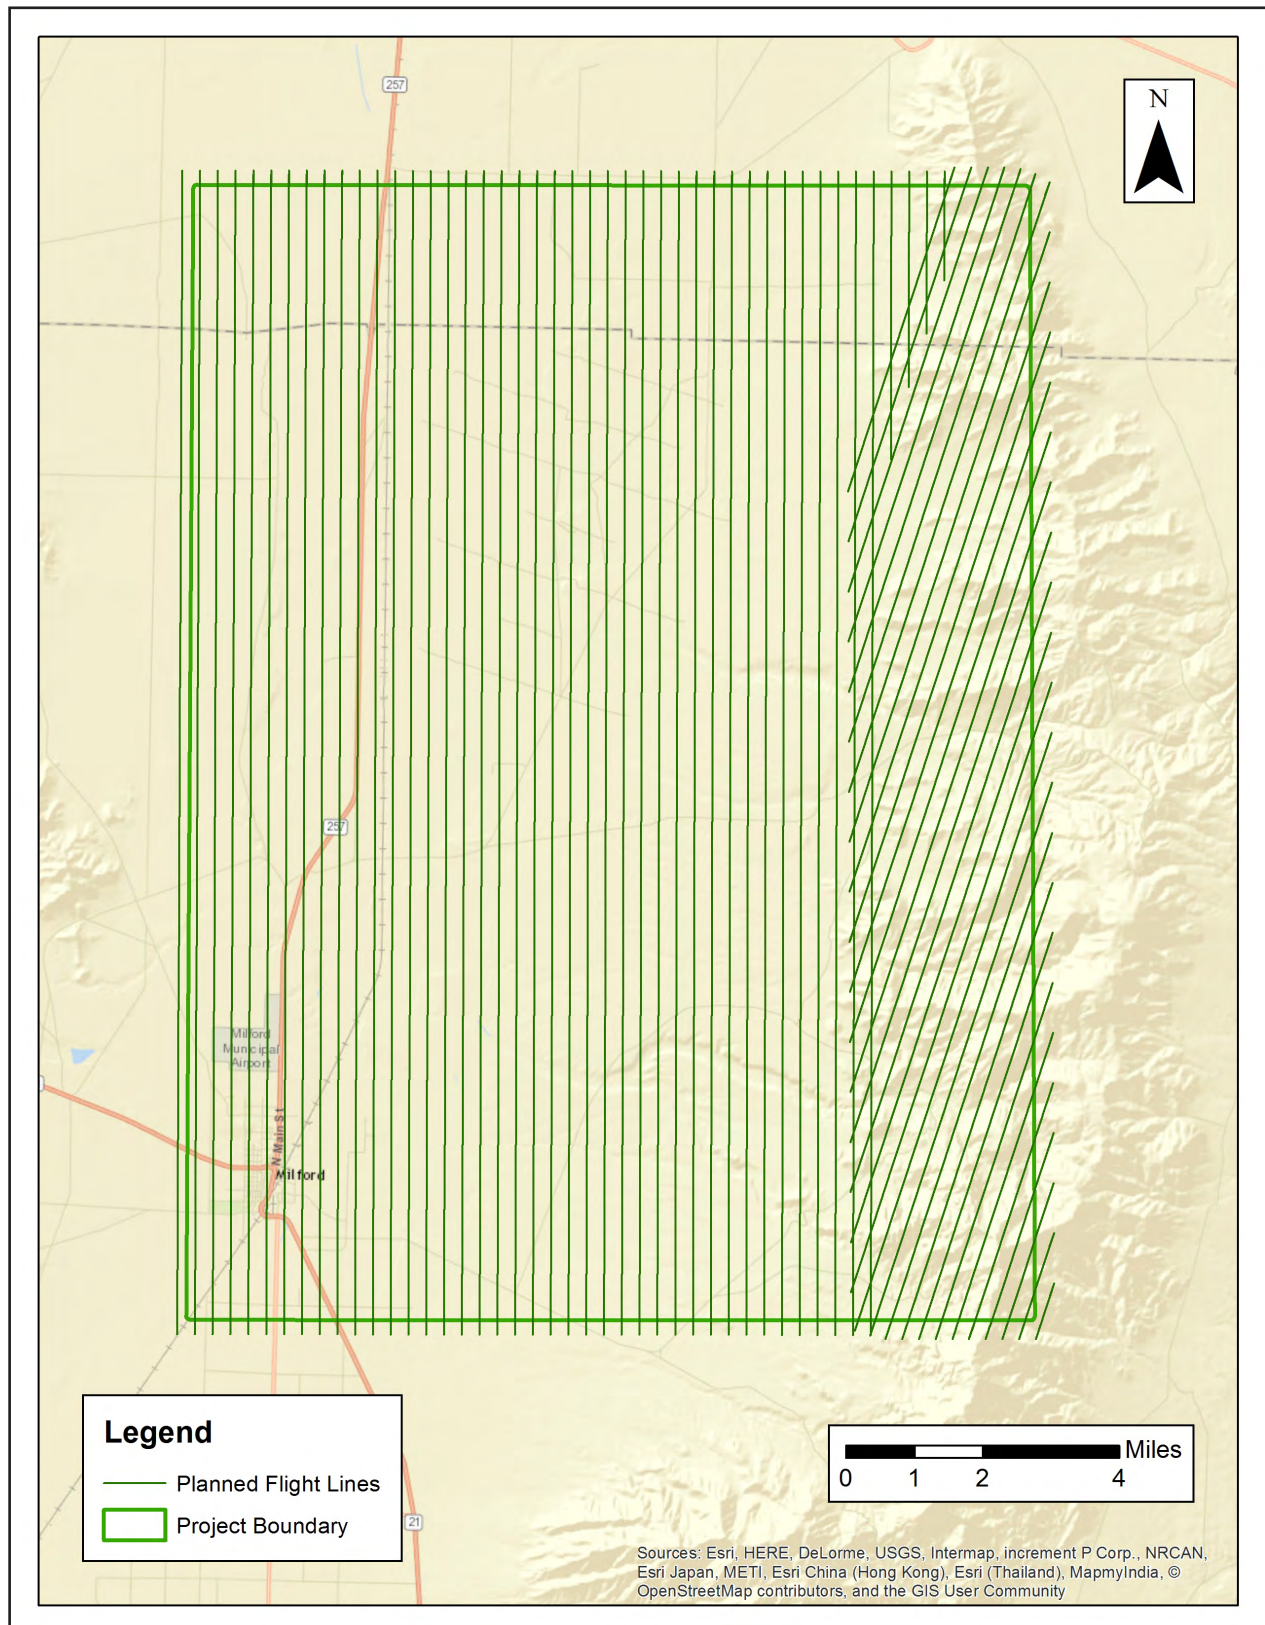 257
N
257
Milford
Municipal
Airport
N Main St
Milford
Legend
Planned Flight Lines
Project Boundary
21
Miles
0 1 2 4
Sources: Esri, HERE, DeLorme, USGS, Intermap, increment P Corp., NRCAN,
Esri Japan, METI, Esri China (Hong Kong), Esri (Thailand), MapmyIndia, ©
OpenStreetMap contributors, and the GIS User Community